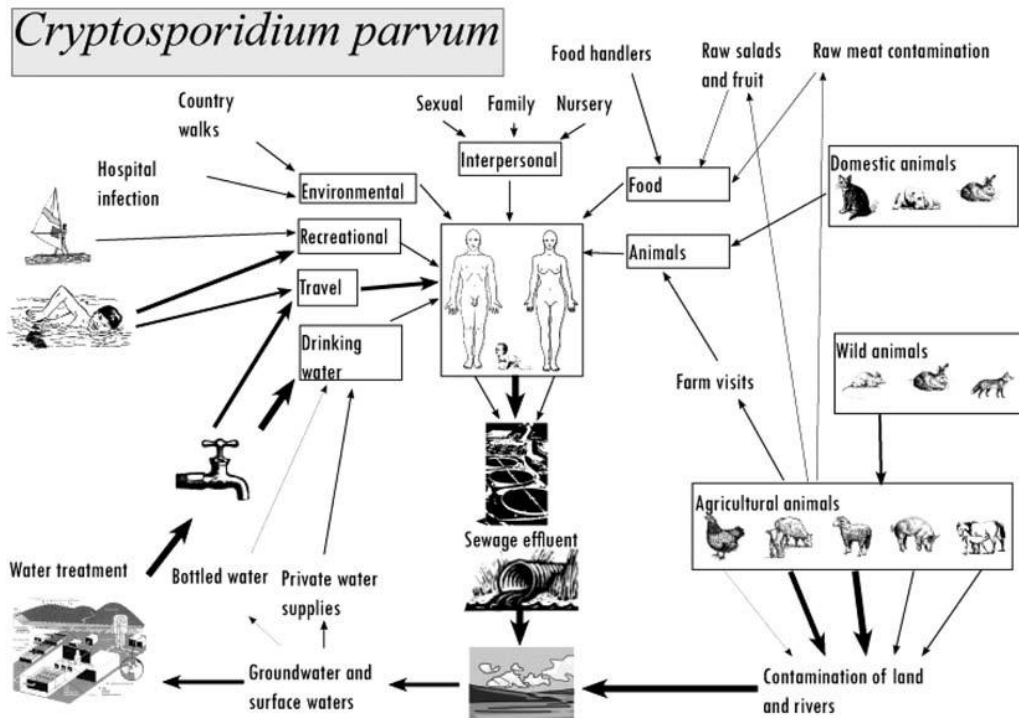 Cryptosporidium parvum
Food handlers
Raw salads
and fruit
Raw meat contamination
Country
walks
Sexual
Family
Nursery
Interpersonal
Hospital
infection
Environmental
Food
Domestic animals
Recreational
Animals
Travel
Drinking
water
Wild animals
Farm visits
Agricultural animals
Sewage effluent
Water treatment
Bottled water
Private water
supplies
Groundwater and
surface waters
Contamination of land
and rivers